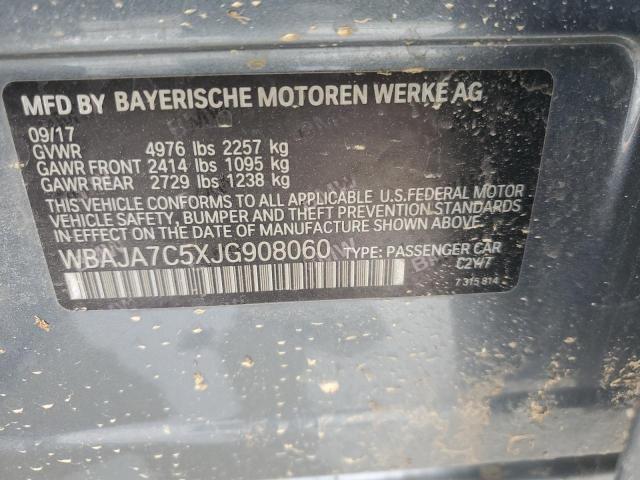 MFD BY BAYERISCHE MOTOREN WERKE AG
09/17
GVWR 4976 lbs 2257 kg
GAWR FRONT 2414 lbs 1095 kg
GAWR REAR 2729 lbs 1238 kg
THIS VEHICLE CONFORMS TO ALL APPLICABLE U.S.FEDERAL MOTOR
VEHICLE SAFETY, BUMPER AND THEFT PREVENTION STANDARDS
IN EFFECT ON THE DATE OF MANUFACTURE SHOWN ABOVE
WBAJA7C5XJG908060 TYPE: PASSENGER CAR
C2Y7
7 315 814